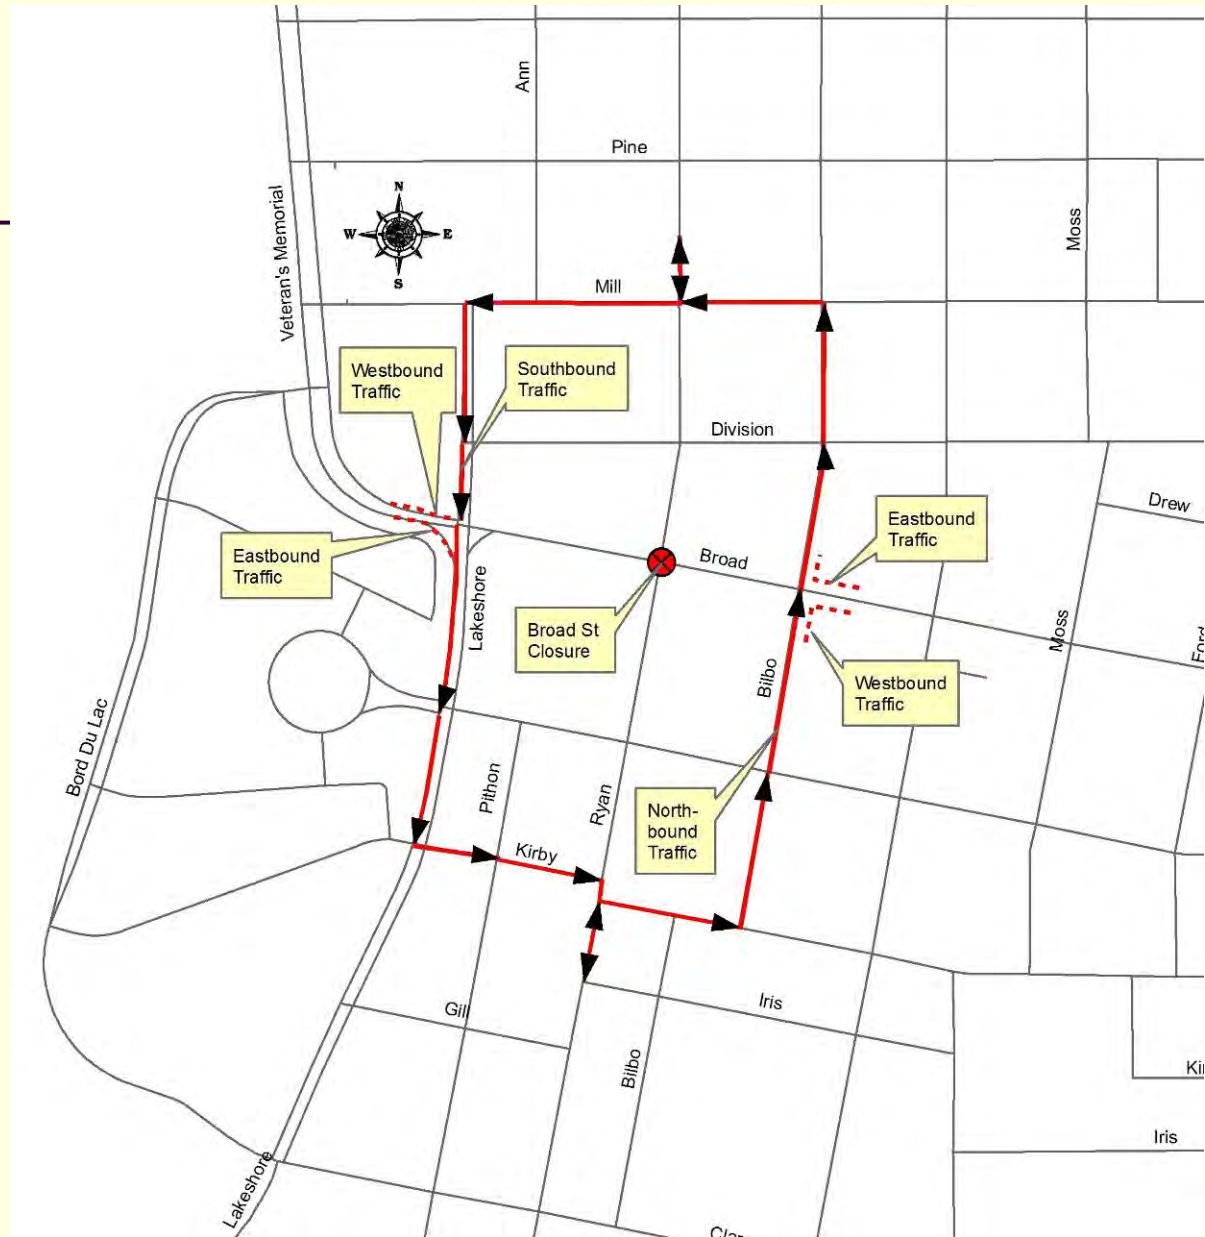 Ann
Pine
Veteran's Memorial
N
W
E
S
Moss
Mill
Westbound
Traffic
Southbound
Traffic
Division
Drew
Eastbound
Traffic
Eastbound
Traffic
Broad
Lakeshore
Broad St
Closure
Moss
Ford
Bilbo
Westbound
Traffic
Bord Du Lac
Pithon
Ryan
North-
bound
Traffic
Kirby
Gill
Iris
Bilbo
Iris
Lakeshore